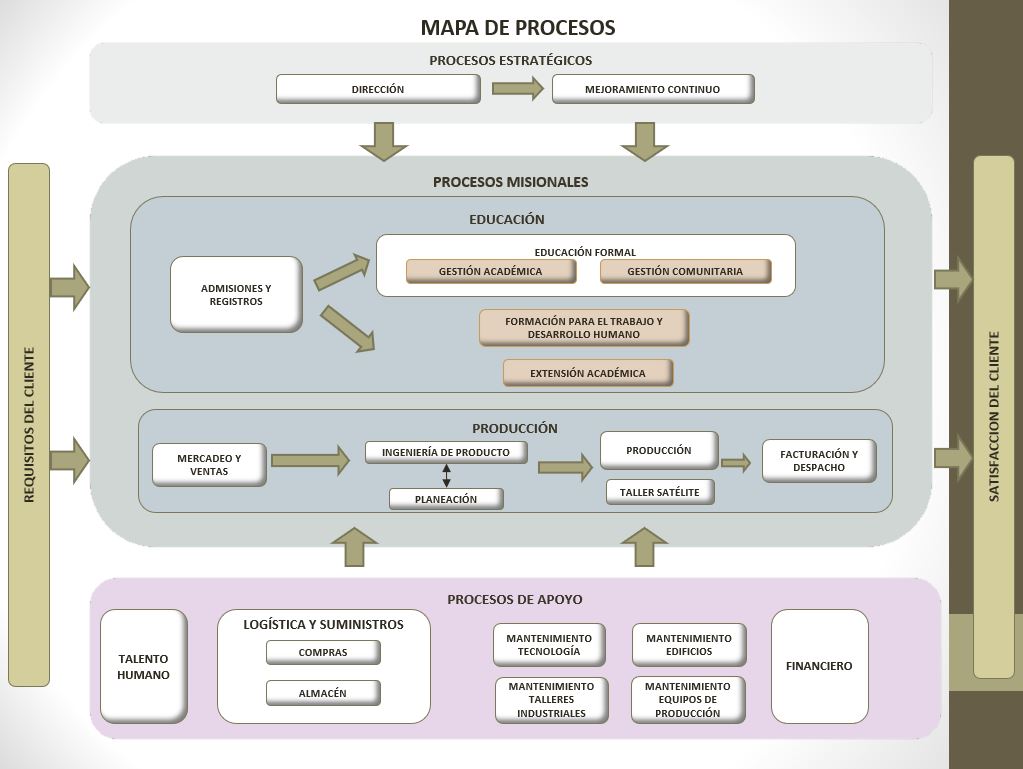 MAPA DE PROCESOS
PROCESOS ESTRATÉGICOS
DIRECCIÓN
MEJORAMIENTO CONTINUO
REQUISITOS DEL CLIENTE
PROCESOS MISIONALES
EDUCACIÓN
ADMISIONES Y
REGISTROS
EDUCACIÓN FORMAL
GESTIÓN ACADÉMICA
GESTIÓN COMUNITARIA
FORMACIÓN PARA EL TRABAJO Y
DESARROLLO HUMANO
EXTENSIÓN ACADÉMICA
PRODUCCIÓN
MERCADEO Y
VENTAS
INGENIERÍA DE PRODUCTO
PLANEACIÓN
PRODUCCIÓN
TALLER SATÉLITE
FACTURACIÓN Y
DESPACHO
SATISFACCION DEL CLIENTE
PROCESOS DE APOYO
TALENTO
HUMANO
LOGÍSTICA Y SUMINISTROS
COMPRAS
ALMACÉN
MANTENIMIENTO
TECNOLOGÍA
MANTENIMIENTO
EDIFICIOS
MANTENIMIENTO
TALLERES
INDUSTRIALES
MANTENIMIENTO
EQUIPOS DE
PRODUCCIÓN
FINANCIERO